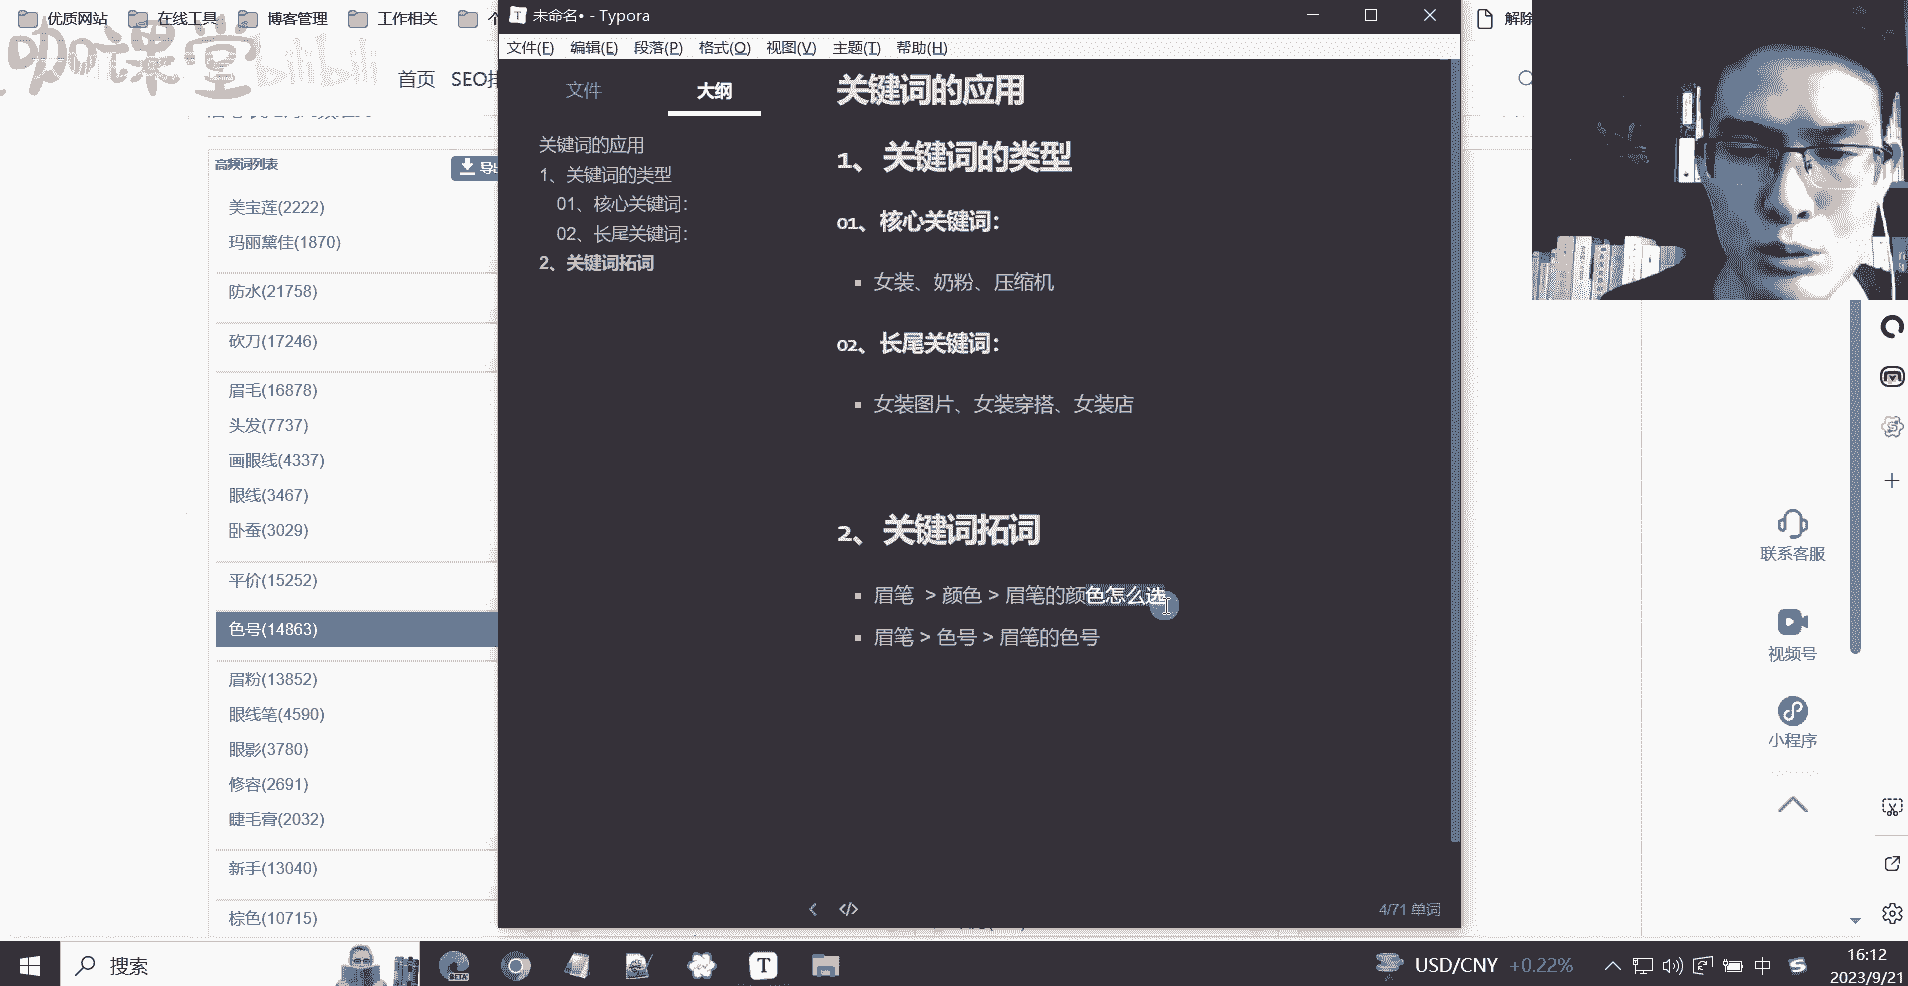 优质网站
在线工具
博客管理
工作相关
咖课堂
bilibili
首页 SEO
高频词列表
美宝莲(2222)
玛丽黛佳(1870)
防水(21758)
砍刀(17246)
眉毛(16878)
头发(7737)
画眼线(4337)
眼线(3467)
卧蚕(3029)
平价(15252)
色号(14863)
眉粉(13852)
眼线笔(4590)
眼影(3780)
修容(2691)
睫毛膏(2032)
新手(13040)
棕色(10715)
未命名• - Typora
文件(F) 编辑(E) 段落(P) 格式(O) 视图(V) 主题(T) 帮助(H)
文件 大纲
关键词的应用
1、关键词的类型
01、核心关键词：
02、长尾关键词：
2、关键词拓词
关键词的应用
1、关键词的类型
01、核心关键词：
女装、奶粉、压缩机
02、长尾关键词：
女装图片、女装穿搭、女装店
2、关键词拓词
眉笔 > 颜色 > 眉笔的颜色怎么选
眉笔 > 色号 > 眉笔的色号
4/71 单词
解除
联系客服
视频号
小程序
搜索
BETA
USD/CNY +0.22%
中
16:12
2023/9/21